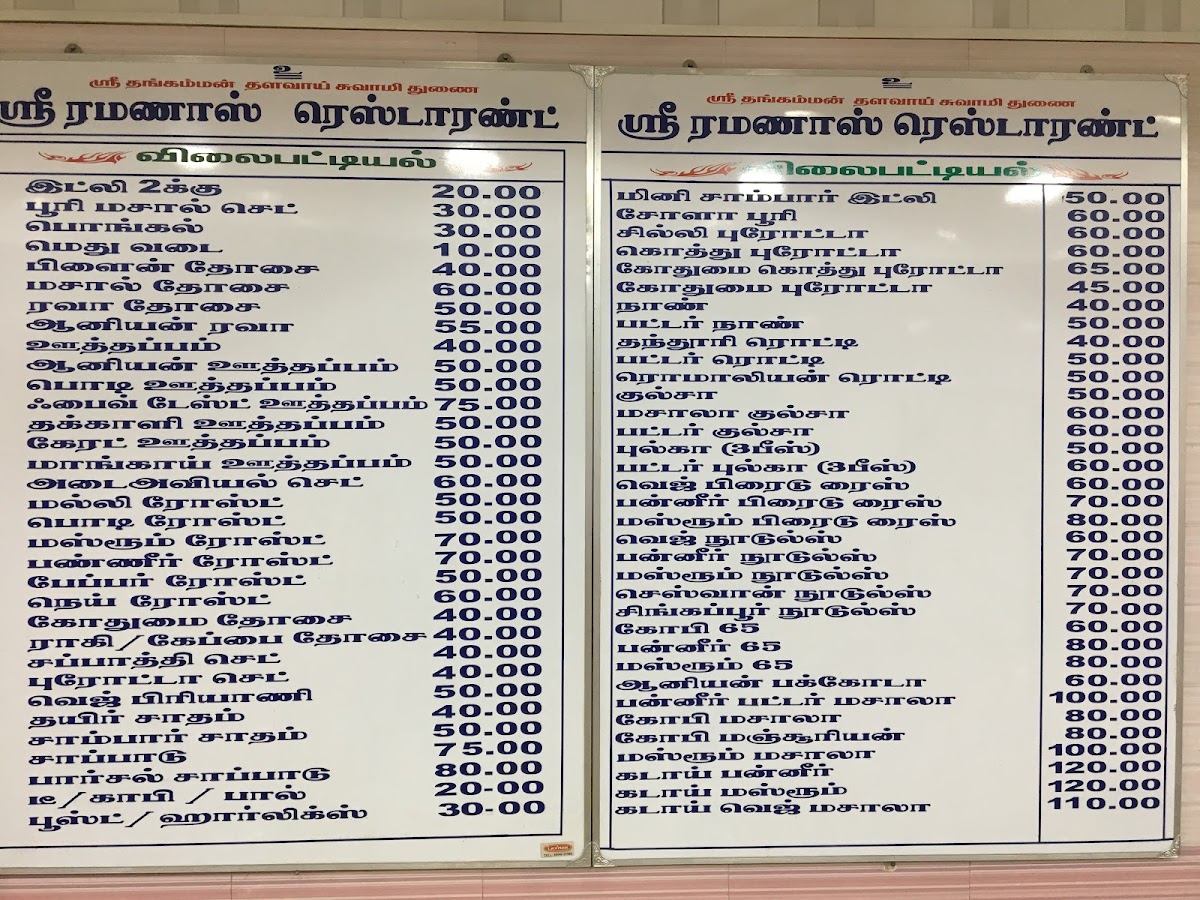 உ
ஸ்ரீ தங்கம்மன் தளவாய் சுவாமி துணை
ஸ்ரீ ரமணாஸ் ரெஸ்டாரண்ட்
விலைபட்டியல்
இட்லி 2க்கு 20-00
பூரி மசால் செட் 30-00
பொங்கல் 30-00
மெது வடை 10-00
பிளைன் தோசை 40-00
மசால் தோசை 60-00
ரவா தோசை 50-00
ஆனியன் ரவா 55-00
ஊத்தப்பம் 40-00
ஆனியன் ஊத்தப்பம் 50-00
பொடி ஊத்தப்பம் 50-00
ஃபைவ் டேஸ்ட் ஊத்தப்பம் 75-00
தக்காளி ஊத்தப்பம் 50-00
கேரட் ஊத்தப்பம் 50-00
மாங்காய் ஊத்தப்பம் 50-00
அடைஅவியல் செட் 60-00
மல்லி ரோஸ்ட் 50-00
பொடி ரோஸ்ட் 50-00
மஸ்ரூம் ரோஸ்ட் 70-00
பண்ணீர் ரோஸ்ட் 70-00
பேப்பர் ரோஸ்ட் 50-00
நெய் ரோஸ்ட் 60-00
கோதுமை தோசை 40-00
ராகி / கேப்பை தோசை 40-00
சப்பாத்தி செட் 40-00
புரோட்டா செட் 40-00
வெஜ் பிரியாணி 50-00
தயிர் சாதம் 40-00
சாம்பார் சாதம் 50-00
சாப்பாடு 75-00
பார்சல் சாப்பாடு 80-00
டீ / காபி / பால் 20-00
பூஸ்ட் / ஹார்லிக்ஸ் 30-00
உ
ஸ்ரீ தங்கம்மன் தளவாய் சுவாமி துணை
ஸ்ரீ ரமணாஸ் ரெஸ்டாரண்ட்
விலைபட்டியல்
மினி சாம்பார் இட்லி 50.00
சோளா பூரி 60.00
சில்லி புரோட்டா 60.00
கொத்து புரோட்டா 60.00
கோதுமை கொத்து புரோட்டா 65.00
கோதுமை புரோட்டா 45.00
நாண் 40.00
பட்டர் நாண் 50.00
தந்தூரி ரொட்டி 40.00
பட்டர் ரொட்டி 50.00
ரொமாலியன் ரொட்டி 50.00
குல்சா 50.00
மசாலா குல்சா 60.00
பட்டர் குல்சா 60.00
புல்கா (3பீஸ்) 50.00
பட்டர் புல்கா (3பீஸ்) 60.00
வெஜ் பிரைடு ரைஸ் 60.00
பன்னீர் பிரைடு ரைஸ் 70.00
மஸ்ரூம் பிரைடு ரைஸ் 80.00
வெஜ் நூடுல்ஸ் 60.00
பன்னீர் நூடுல்ஸ் 70.00
மஸ்ரூம் நூடுல்ஸ் 70.00
செஸ்வான் நூடுல்ஸ் 70.00
சிங்கப்பூர் நூடுல்ஸ் 70.00
கோபி 65 60.00
பன்னீர் 65 80.00
மஸ்ரூம் 65 80.00
ஆனியன் பக்கோடா 60.00
பன்னீர் பட்டர் மசாலா 100.00
கோபி மசாலா 80.00
கோபி மஞ்சூரியன் 80.00
மஸ்ரூம் மசாலா 100.00
கடாய் பன்னீர் 120.00
கடாய் மஸ்ரூம் 120.00
கடாய் வெஜ் மசாலா 110.00